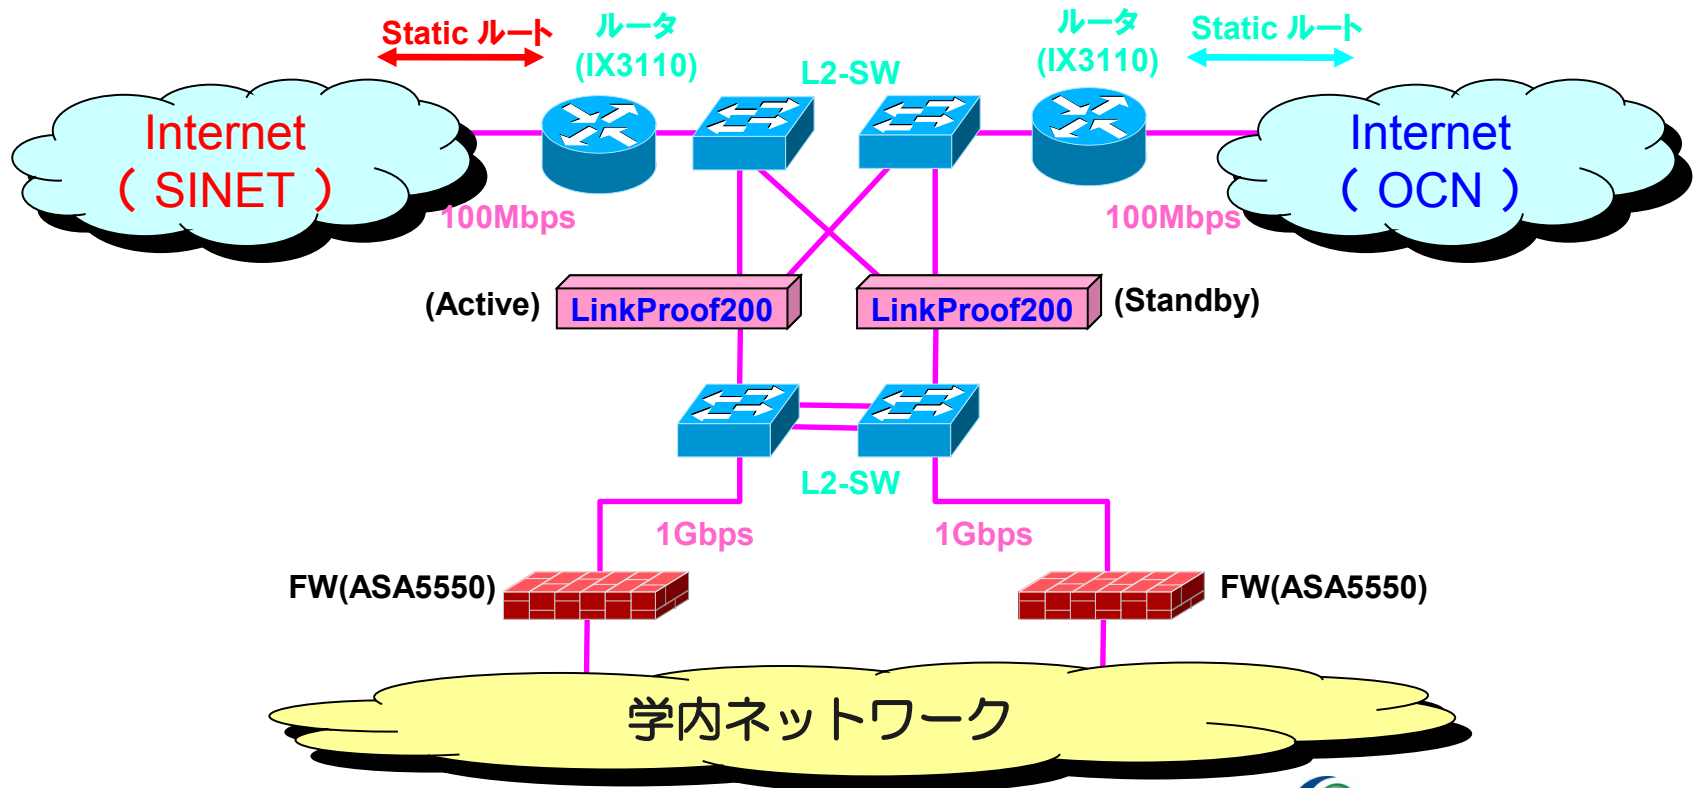 Static ルート
ルータ
(IX3110)
L2-SW
ルータ
(IX3110)
Static ルート
Internet
( SINET )
Internet
( OCN )
100Mbps
100Mbps
(Active)
LinkProof200
LinkProof200
(Standby)
L2-SW
1Gbps
1Gbps
FW(ASA5550)
FW(ASA5550)
学内ネットワーク